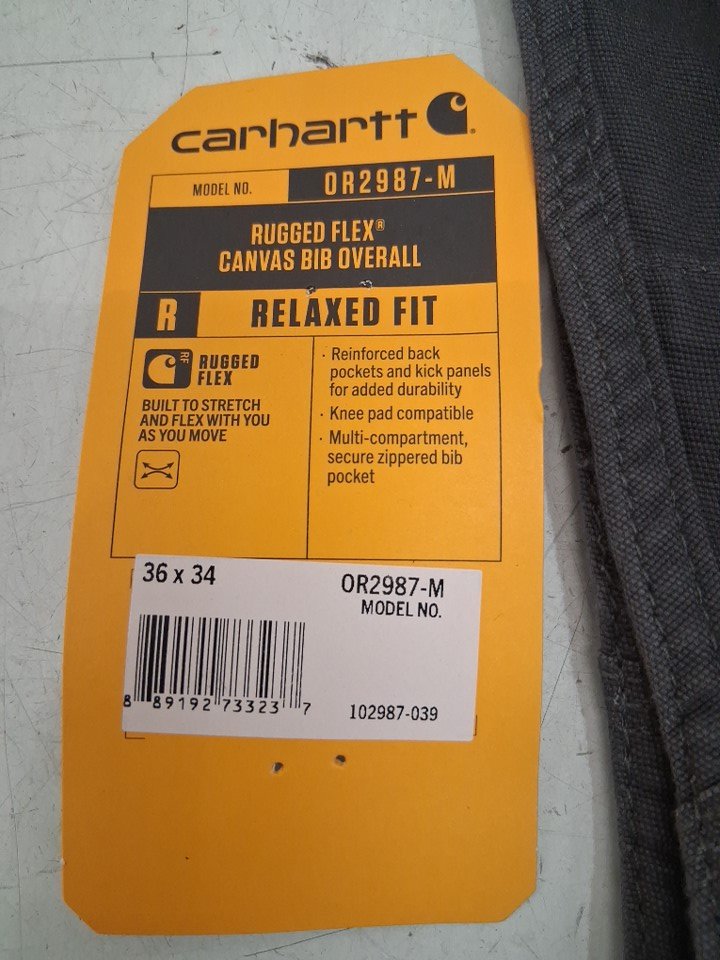 carhartt
MODEL NO.
OR2987-M
RUGGED FLEX®
CANVAS BIB OVERALL
R
RELAXED FIT
RF
RUGGED
FLEX
BUILT TO STRETCH
AND FLEX WITH YOU
AS YOU MOVE
· Reinforced back
pockets and kick panels
for added durability
· Knee pad compatible
· Multi-compartment,
secure zippered bib
pocket
36 x 34
OR2987-M
MODEL NO.
8 89192 73323 7
102987-039